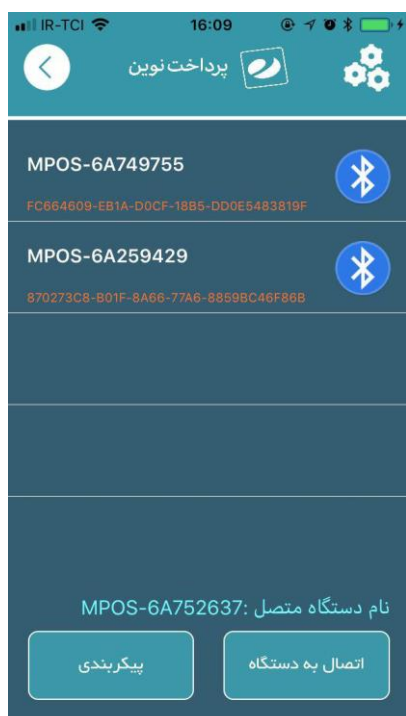 IR-TCI 16:09
پرداخت نوین
MPOS-6A749755
FC664609-EB1A-D0CF-18B5-DD0E5483819F
MPOS-6A259429
870273C8-B01F-8A66-77A6-8859BC46F86B
نام دستگاه متصل :MPOS-6A752637
اتصال به دستگاه
پیکربندی